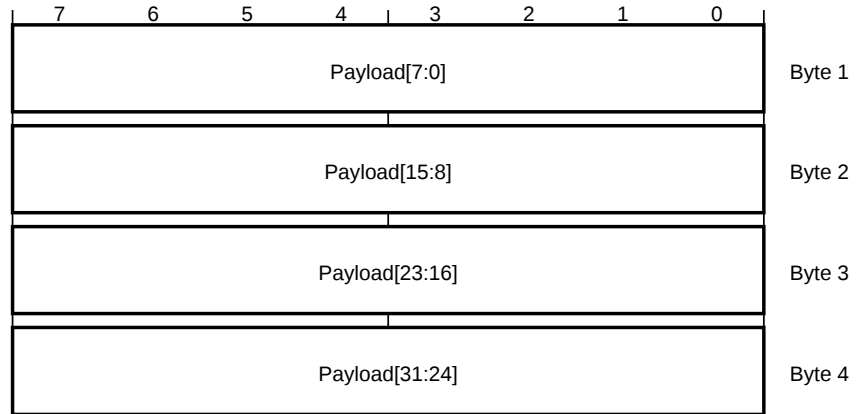 7 6 5 4 3 2 1 0
Payload[7:0] Byte 1
Payload[15:8] Byte 2
Payload[23:16] Byte 3
Payload[31:24] Byte 4